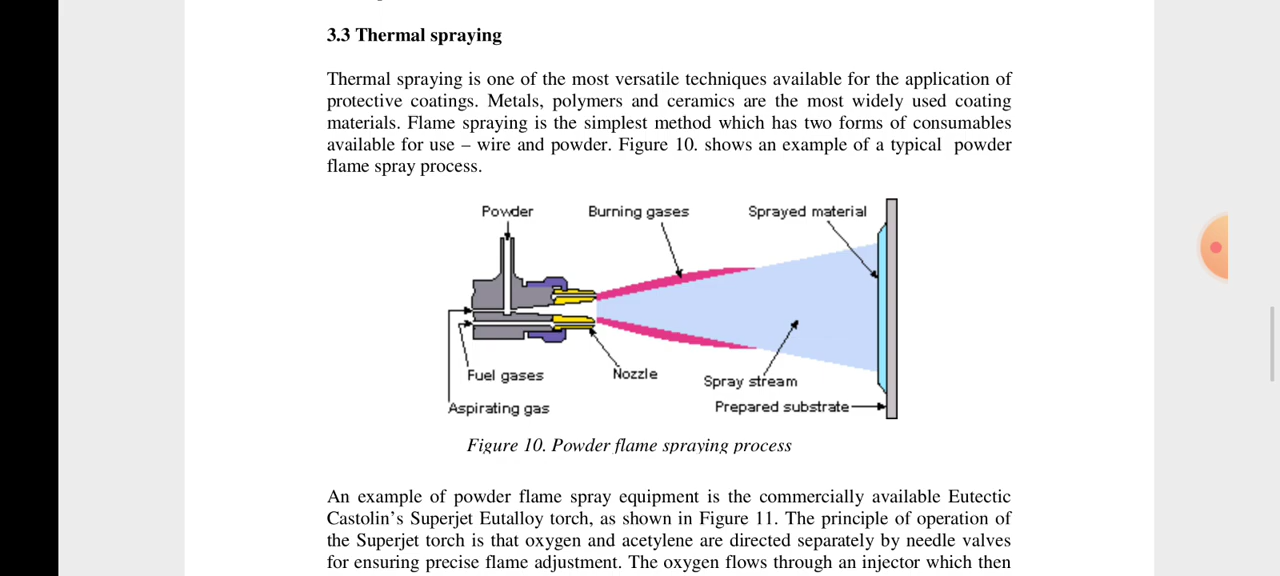 3.3 Thermal spraying
Thermal spraying is one of the most versatile techniques available for the application of
protective coatings. Metals, polymers and ceramics are the most widely used coating
materials. Flame spraying is the simplest method which has two forms of consumables
available for use – wire and powder. Figure 10. shows an example of a typical powder
flame spray process.
Powder
Burning gases
Sprayed material
Fuel gases
Nozzle
Spray stream
Aspirating gas
Prepared substrate
Figure 10. Powder flame spraying process
An example of powder flame spray equipment is the commercially available Eutectic
Castolin's Superjet Eutalloy torch, as shown in Figure 11. The principle of operation of
the Superjet torch is that oxygen and acetylene are directed separately by needle valves
for ensuring precise flame adjustment. The oxygen flows through an injector which then